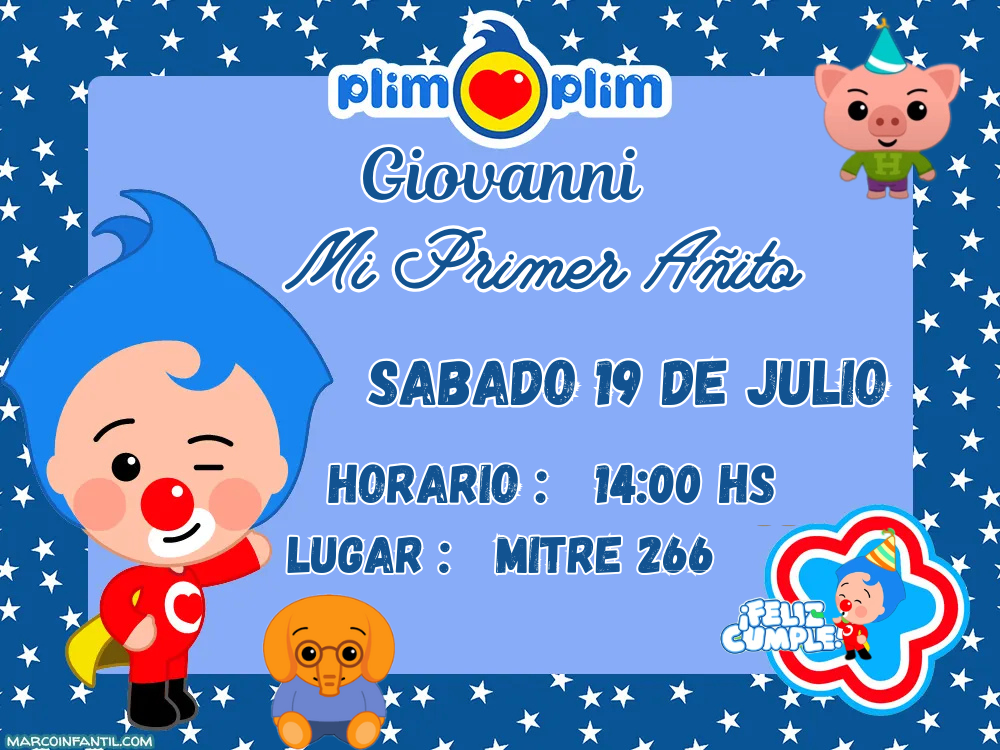 plim plim
Giovanni
Mi Primer Añito
SABADO 19 DE JULIO
HORARIO : 14:00 HS
LUGAR : MITRE 266
¡FELIZ
CUMPLE!
H
MARCOINFANTIL.COM